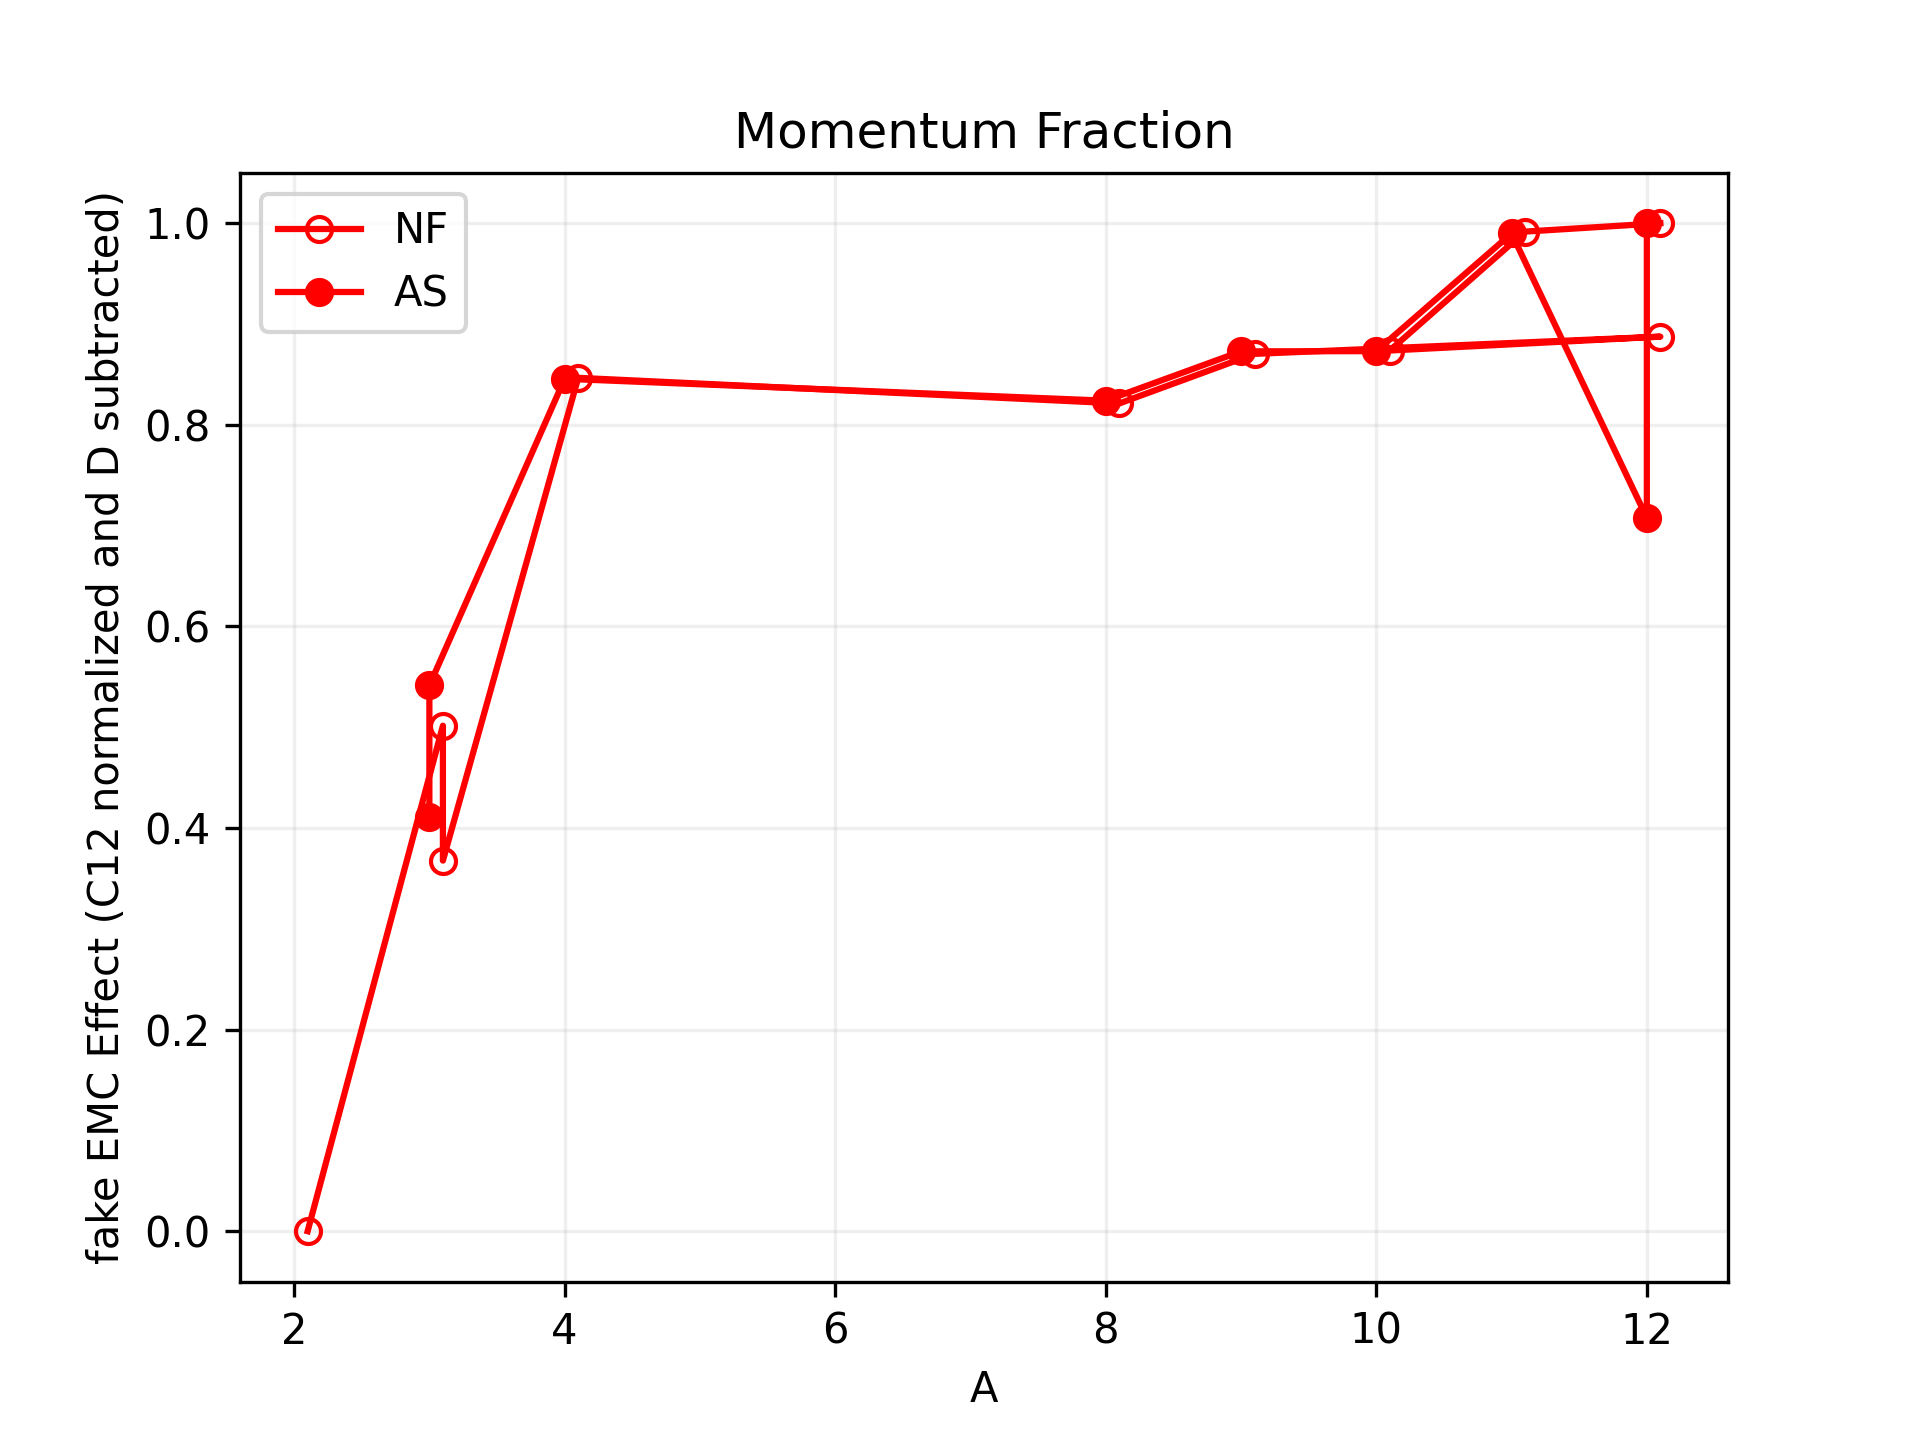 Momentum Fraction
NF
AS
fake EMC Effect (C12 normalized and D subtracted)
1.0
0.8
0.6
0.4
0.2
0.0
2 4 6 8 10 12
A